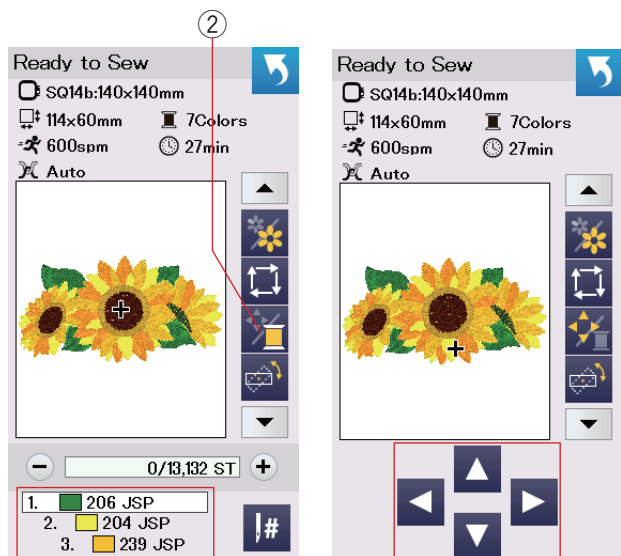 2
Ready to Sew
SQ14b:140x140mm
114x60mm 7Colors
600spm 27min
Auto
0/13,132 ST
1. 206 JSP
2. 204 JSP
3. 239 JSP
#
Ready to Sew
SQ14b:140x140mm
114x60mm 7Colors
600spm 27min
Auto